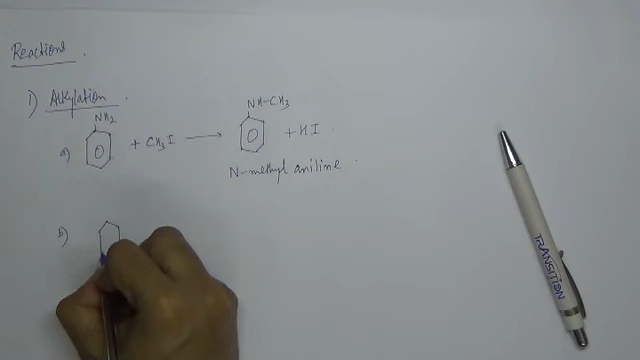 Reactions.
1) Alkylation.
NH2 NH-CH3
a) + CH3I ⟶ + HI
N-methyl aniline.
b)
TRANSITION